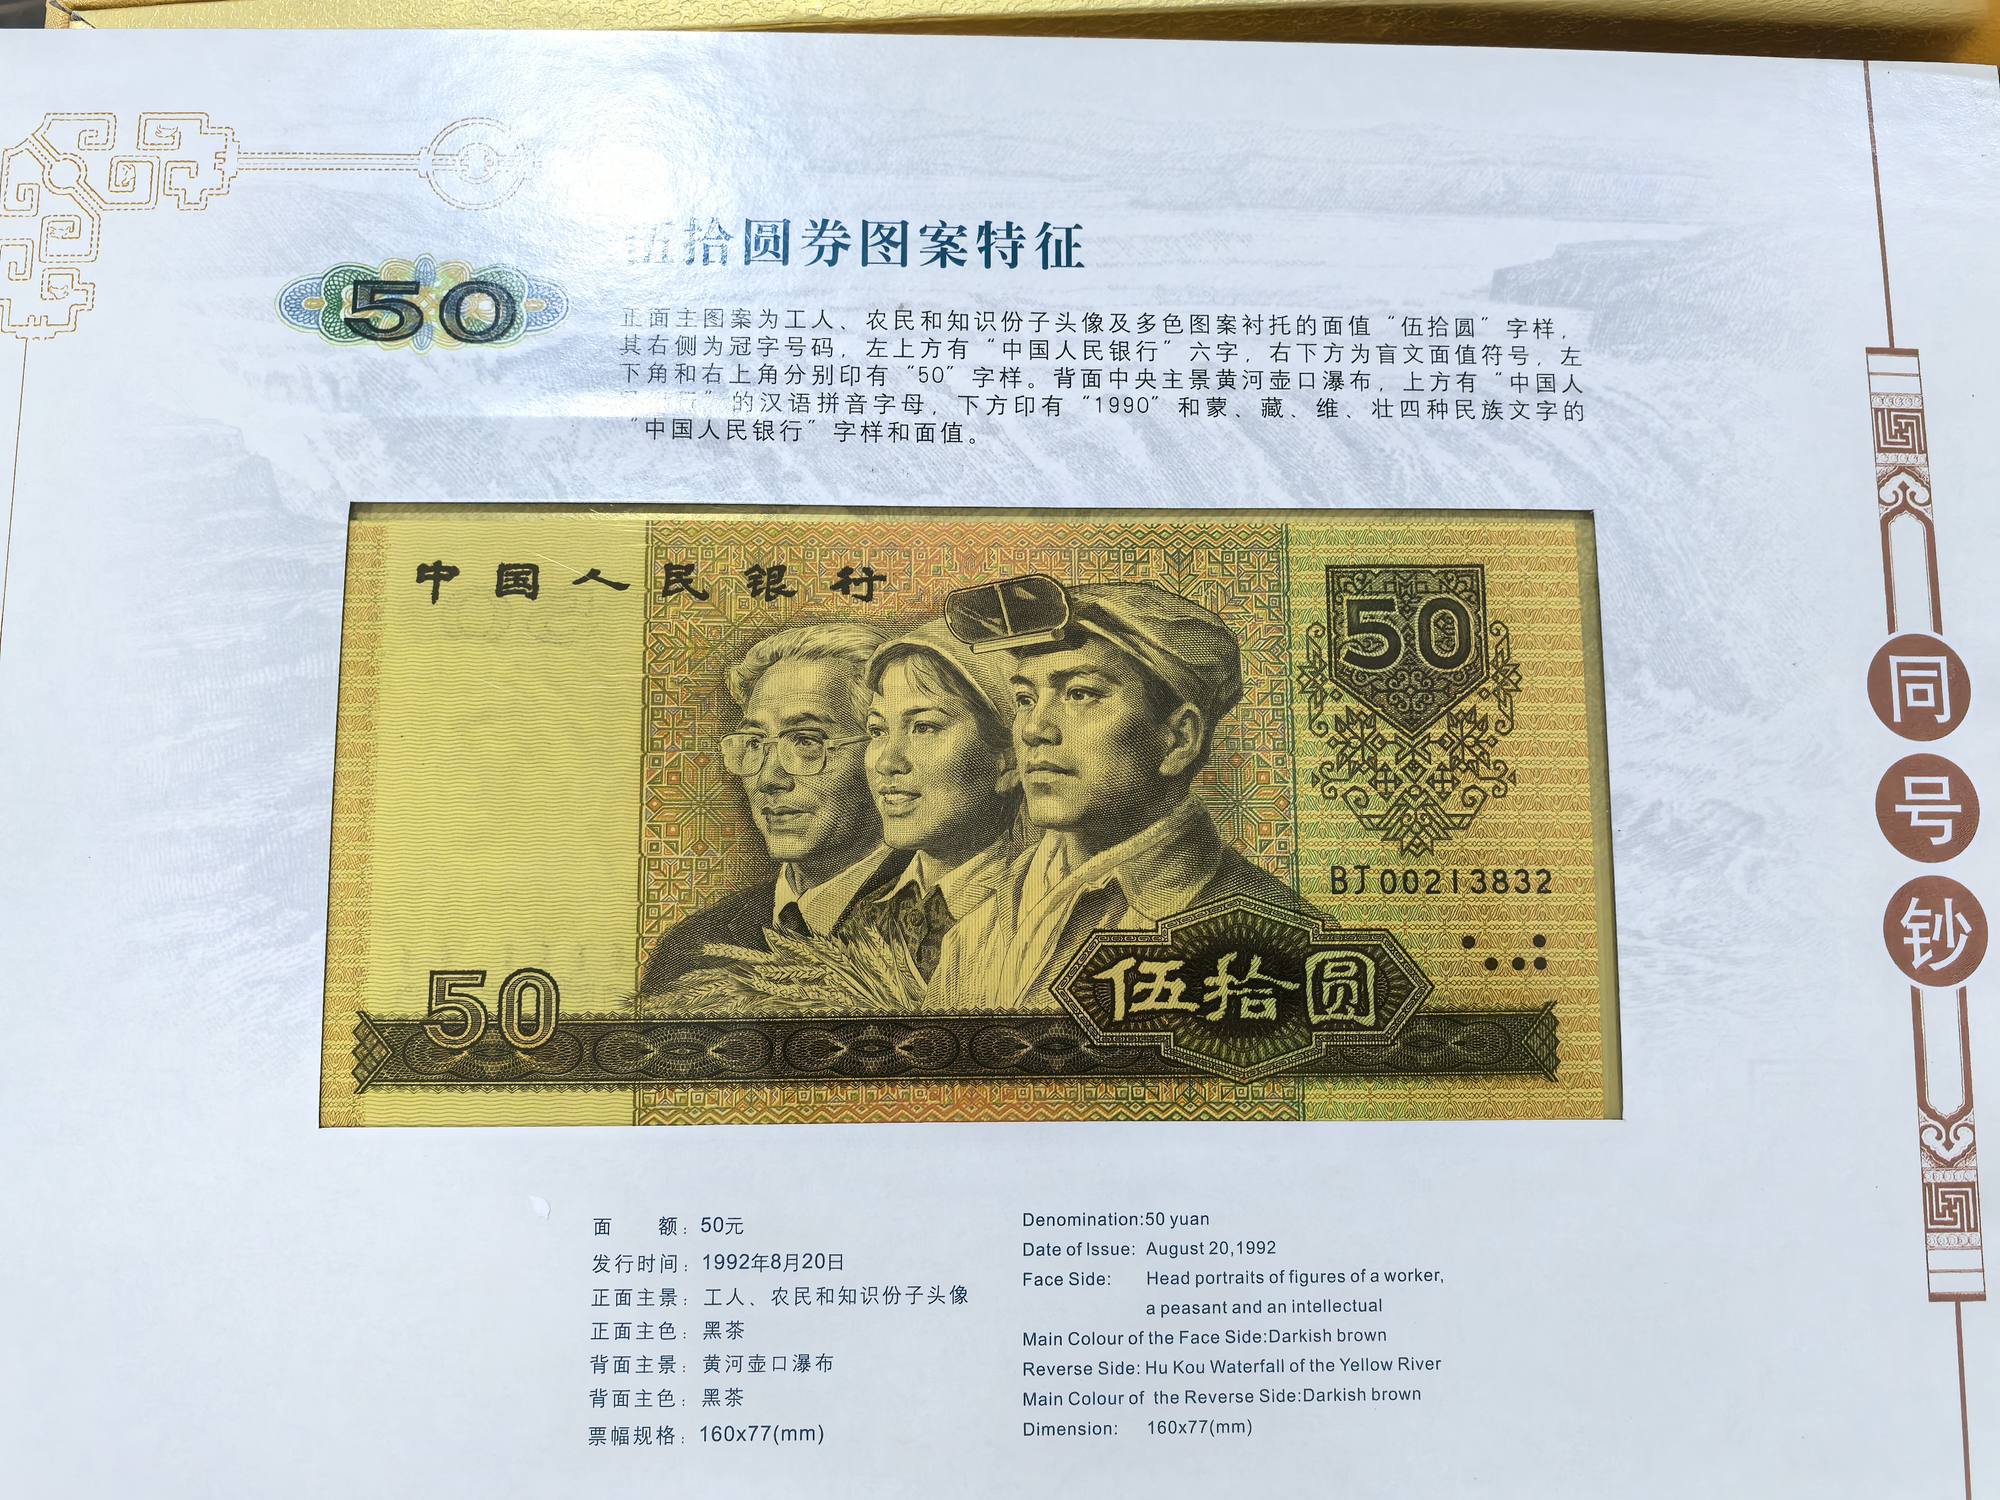 伍拾圆券图案特征
50
正面主图案为工人、农民和知识份子头像及多色图案衬托的面值“伍拾圆”字样，
其右侧为冠字号码，左上方有“中国人民银行”六字，右下方为盲文面值符号，左
下角和右上角分别印有“50”字样。背面中央主景黄河壶口瀑布，上方有“中国人
”的汉语拼音字母，下方印有“1990”和蒙、藏、维、壮四种民族文字的
“中国人民银行”字样和面值。
中国人民银行
50
BJ00213832
50
伍拾圆
同号钞
面 额：50元
发行时间：1992年8月20日
正面主景：工人、农民和知识份子头像
正面主色：黑茶
背面主景：黄河壶口瀑布
背面主色：黑茶
票幅规格：160x77(mm)
Denomination:50 yuan
Date of Issue: August 20,1992
Face Side: Head portraits of figures of a worker,
a peasant and an intellectual
Main Colour of the Face Side:Darkish brown
Reverse Side: Hu Kou Waterfall of the Yellow River
Main Colour of the Reverse Side:Darkish brown
Dimension: 160x77(mm)